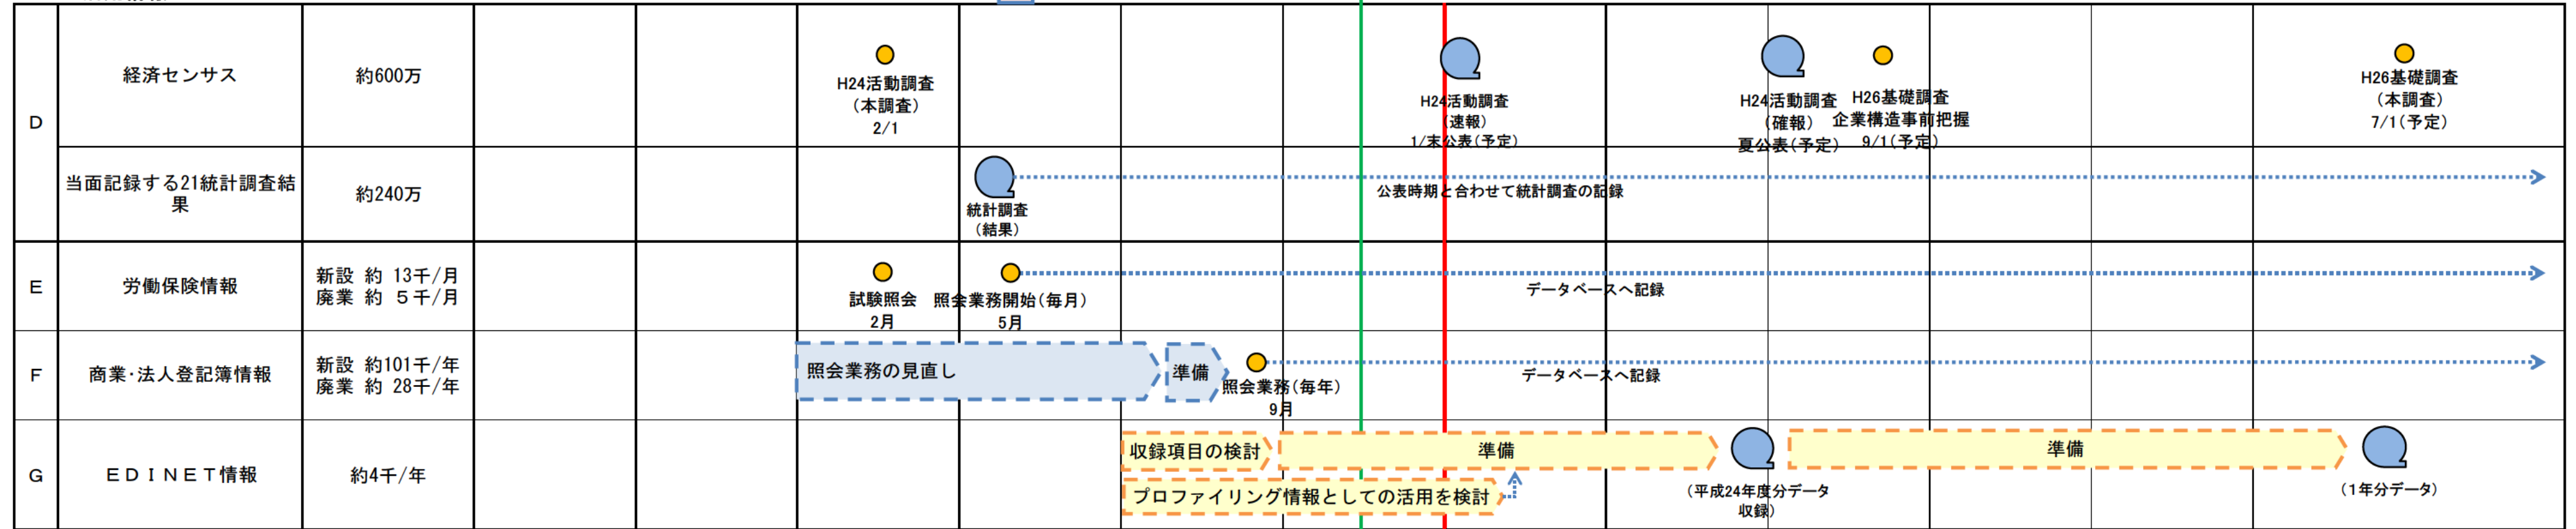 D
経済センサス
約600万
H24活動調査
（本調査）
2/1
H24活動調査
（速報）
1/末公表（予定）
H24活動調査
（確報）
夏公表（予定）
H26基礎調査
企業構造事前把握
9/1（予定）
H26基礎調査
（本調査）
7/1（予定）
当面記録する21統計調査結
果
約240万
統計調査
（結果）
公表時期と合わせて統計調査の記録
E
労働保険情報
新設 約 13千/月
廃業 約 ５千/月
試験照会
2月
照会業務開始（毎月）
5月
データベースへ記録
F
商業・法人登記簿情報
新設 約101千/年
廃業 約 28千/年
照会業務の見直し
準備
照会業務（毎年）
9月
データベースへ記録
G
ＥＤＩＮＥＴ情報
約4千/年
収録項目の検討
準備
プロファイリング情報としての活用を検討
（平成24年度分データ
収録）
準備
（1年分データ）